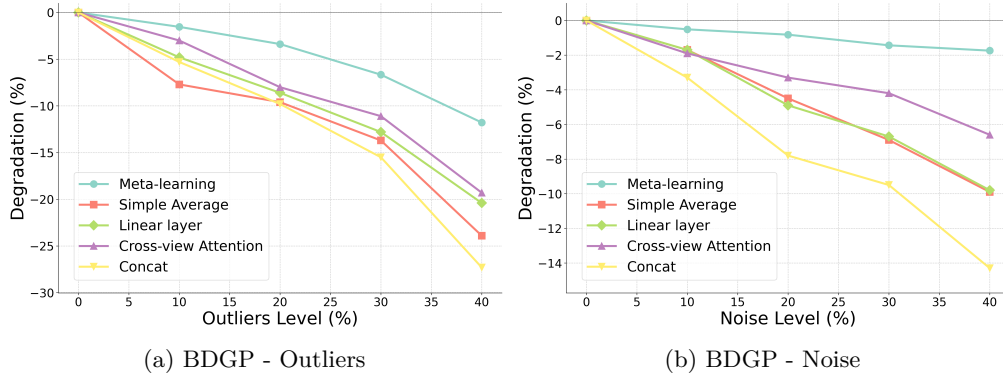 0
−5
−10
−15
−20
−25
−30
Degradation (%)
Meta-learning
Simple Average
Linear layer
Cross-view Attention
Concat
0 5 10 15 20 25 30 35 40
Outliers Level (%)
(a) BDGP - Outliers
0
−2
−4
−6
−8
−10
−12
−14
Degradation (%)
Meta-learning
Simple Average
Linear layer
Cross-view Attention
Concat
0 5 10 15 20 25 30 35 40
Noise Level (%)
(b) BDGP - Noise